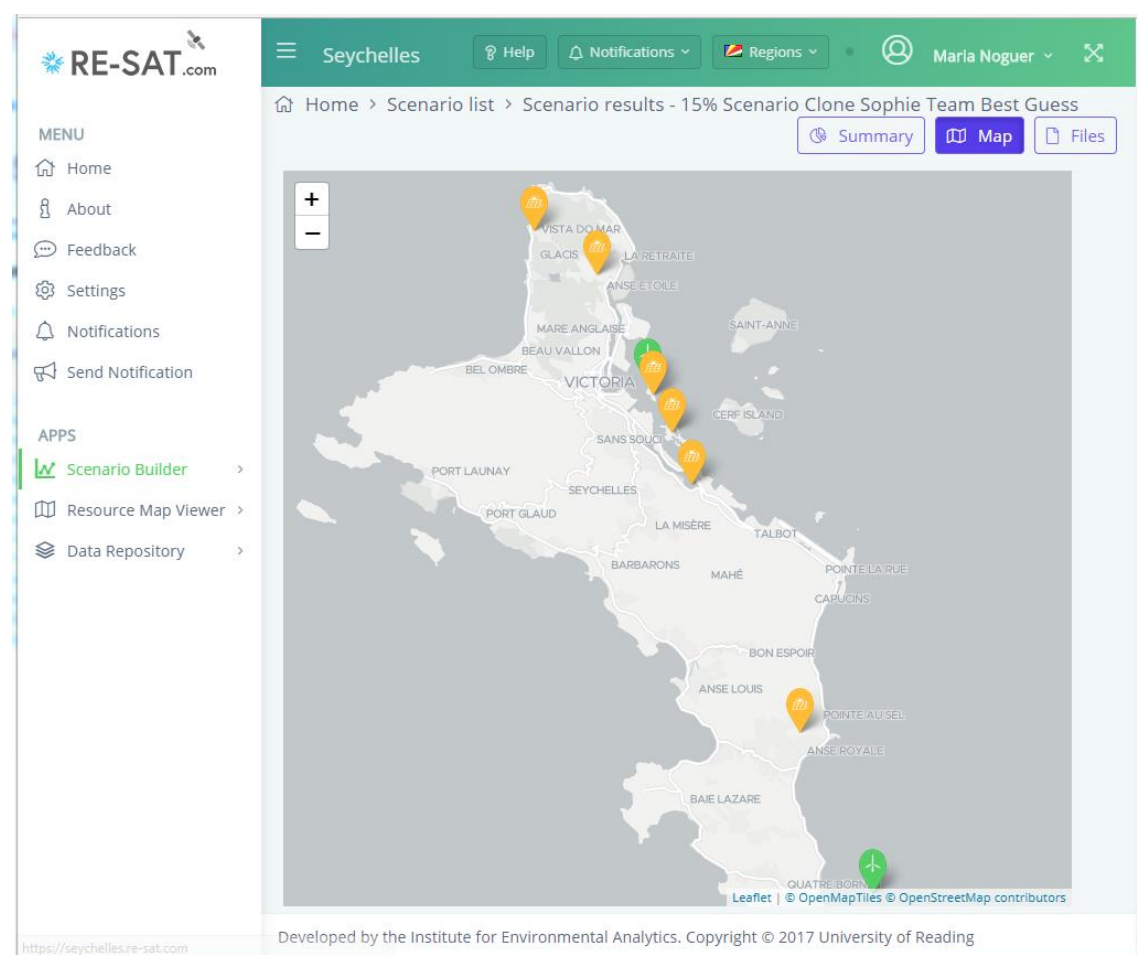 RE-SAT.com
Seychelles
Help
Notifications
Regions
Maria Noguer
Home > Scenario list > Scenario results - 15% Scenario Clone Sophie Team Best Guess
Summary
Map
Files
MENU
Home
About
Feedback
Settings
Notifications
Send Notification
APPS
Scenario Builder
Resource Map Viewer
Data Repository
+
−
VISTA DO MAR
GLACIS
LA RETRAITE
ANSE ETOILE
MARE ANGLAISE
SAINT-ANNE
BEAU VALLON
BEL OMBRE
VICTORIA
CERF ISLAND
SANS SOUCI
PORT LAUNAY
SEYCHELLES
PORT GLAUD
LA MISÈRE
TALBOT
BARBARONS
MAHÉ
POINTE LA RUE
CAPUCINS
BON ESPOIR
ANSE LOUIS
POINTE AU SEL
ANSE ROYALE
BAIE LAZARE
QUATRE BORN
Leaflet | © OpenMapTiles © OpenStreetMap contributors
https://seychelles.re-sat.com
Developed by the Institute for Environmental Analytics. Copyright © 2017 University of Reading